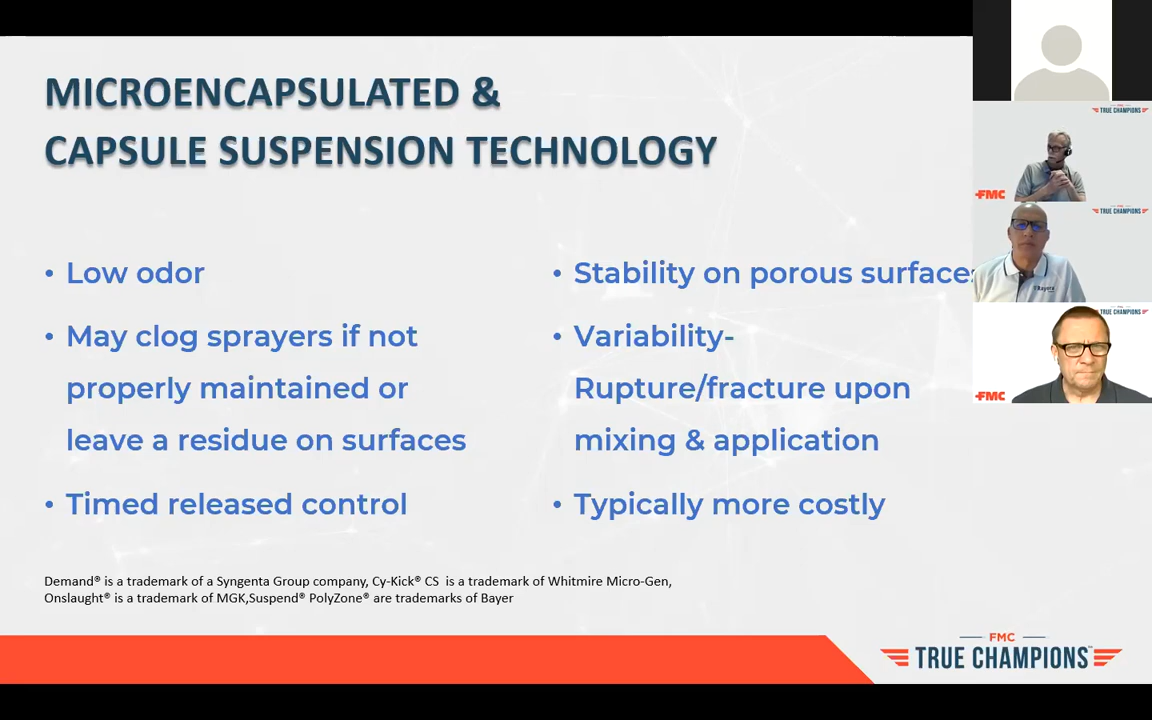 MICROENCAPSULATED &
CAPSULE SUSPENSION TECHNOLOGY
• Low odor
• May clog sprayers if not
properly maintained or
leave a residue on surfaces
• Timed released control
• Stability on porous surfaces
• Variability-
Rupture/fracture upon
mixing & application
• Typically more costly
Demand® is a trademark of a Syngenta Group company, Cy-Kick® CS is a trademark of Whitmire Micro-Gen,
Onslaught® is a trademark of MGK,Suspend® PolyZone® are trademarks of Bayer
FMC
TRUE CHAMPIONS
TRUE CHAMPIONS
FMC
TRUE CHAMPIONS
TRUE CHAMPIONS
FMC